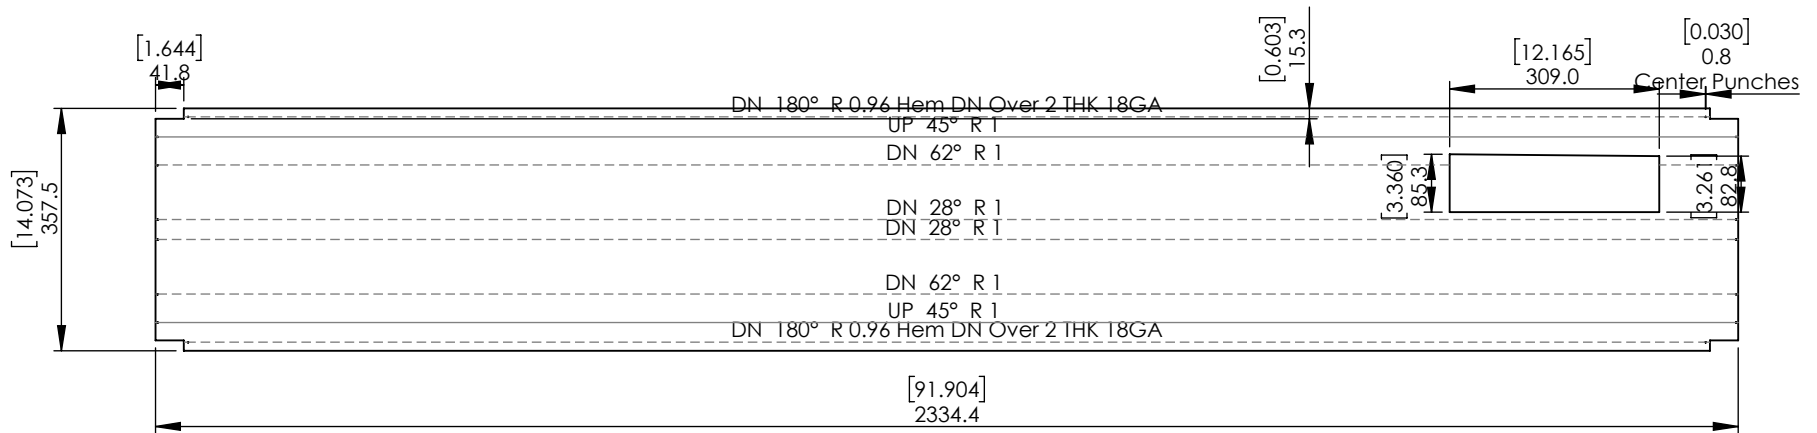 [1.644]
41.8
[0.603]
15.3
[12.165]
309.0
[0.030]
0.8
Center Punches
DN 180° R 0.96 Hem DN Over 2 THK 18GA
UP 45° R 1
DN 62° R 1
[3.360]
85.3
[3.261]
82.8
[14.073]
357.5
DN 28° R 1
DN 28° R 1
DN 62° R 1
UP 45° R 1
DN 180° R 0.96 Hem DN Over 2 THK 18GA
[91.904]
2334.4